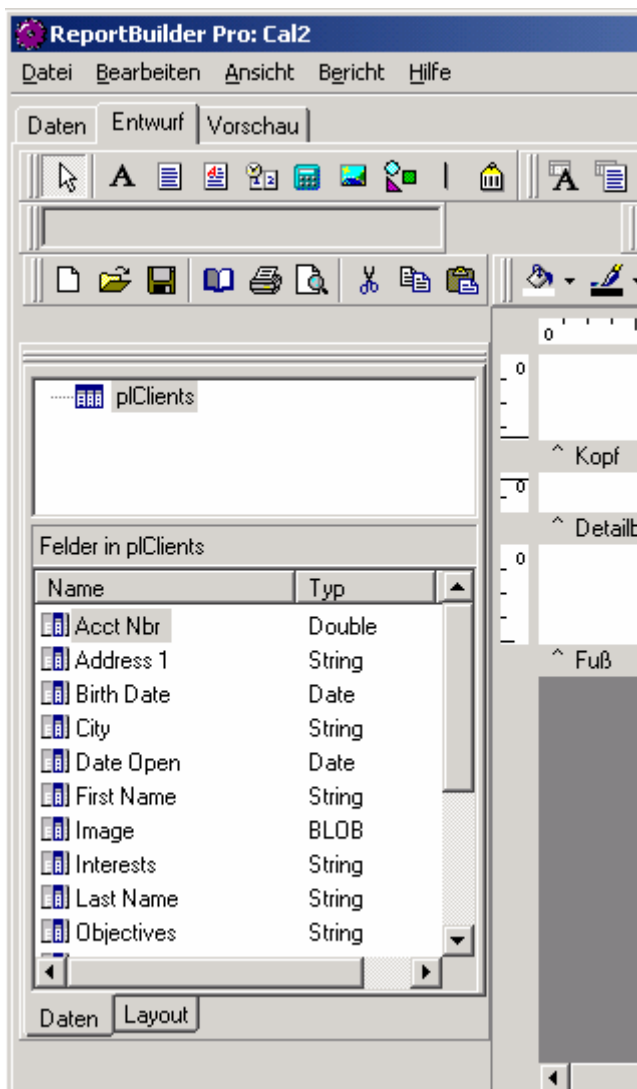 ReportBuilder Pro: Cal2
Datei Bearbeiten Ansicht Bericht Hilfe
Daten Entwurf Vorschau
A A
0
0
^ Kopf
0
^ Detailb
0
^ Fuß
plClients
Felder in plClients
Name Typ
Acct Nbr Double
Address 1 String
Birth Date Date
City String
Date Open Date
First Name String
Image BLOB
Interests String
Last Name String
Objectives String
Daten Layout